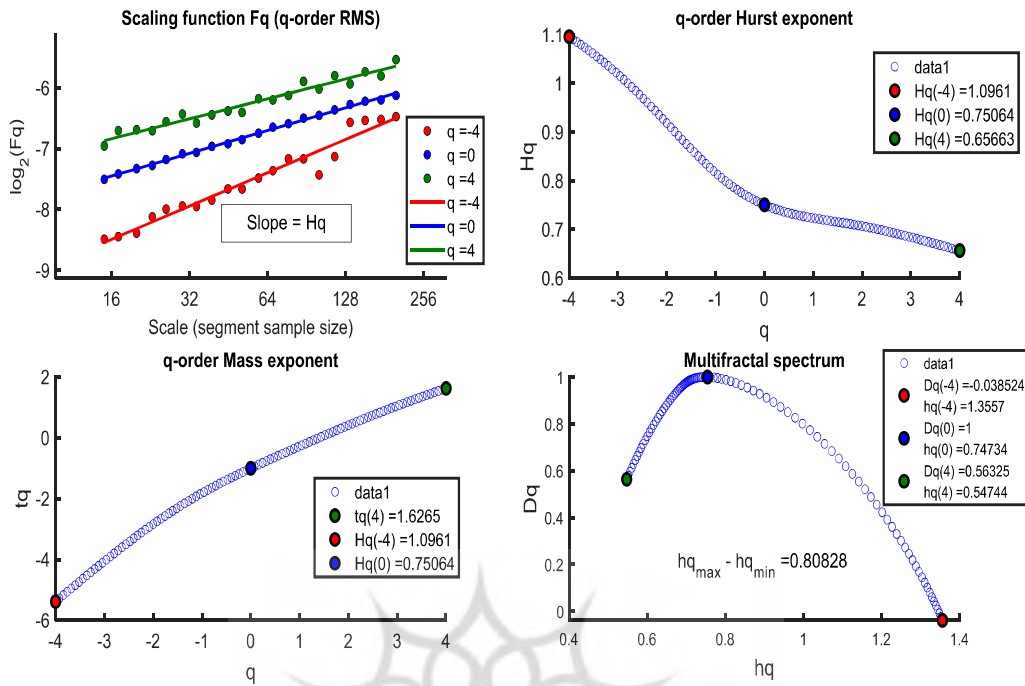 Scaling function Fq (q-order RMS)
-6
-7
-8
-9
log2(Fq)
16 32 64 128 256
Scale (segment sample size)
Slope = Hq
q =-4
q =0
q =4
q =-4
q =0
q =4
q-order Hurst exponent
1.1
1
0.9
0.8
0.7
0.6
Hq
-4 -3 -2 -1 0 1 2 3 4
q
data1
Hq(-4) =1.0961
Hq(0) =0.75064
Hq(4) =0.65663
q-order Mass exponent
2
0
-2
-4
-6
tq
-4 -3 -2 -1 0 1 2 3 4
q
data1
tq(4) =1.6265
Hq(-4) =1.0961
Hq(0) =0.75064
Multifractal spectrum
1
0.8
0.6
0.4
0.2
0
Dq
0.4 0.6 0.8 1 1.2 1.4
hq
hqmax - hqmin =0.80828
data1
Dq(-4) =-0.038524
hq(-4) =1.3557
Dq(0) =1
hq(0) =0.74734
Dq(4) =0.56325
hq(4) =0.54744